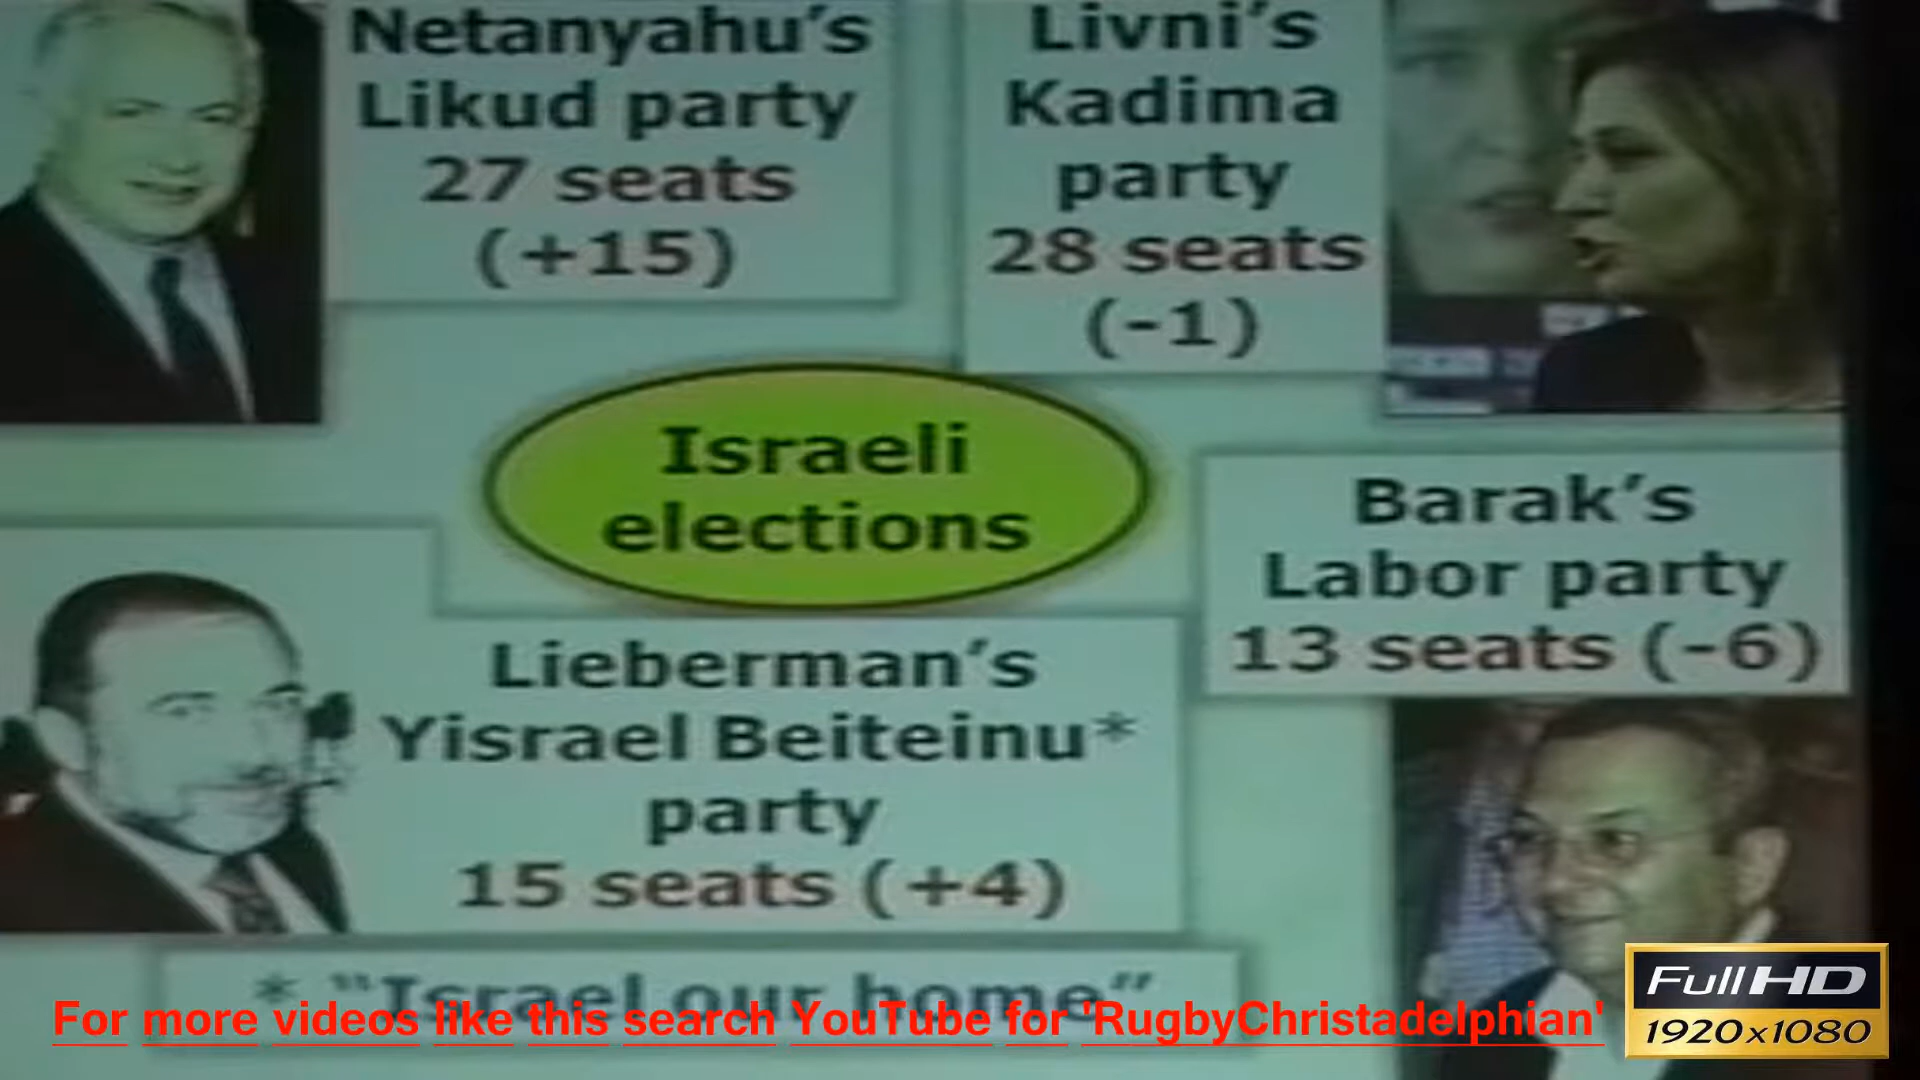 Netanyahu's
Likud party
27 seats
(+15)
Livni's
Kadima
party
28 seats
(-1)
Israeli
elections
Barak's
Labor party
13 seats (-6)
Lieberman's
Yisrael Beiteinu*
party
15 seats (+4)
* "Israel our home"
For more videos like this search YouTube for 'RugbyChristadelphian'
Full HD
1920x1080